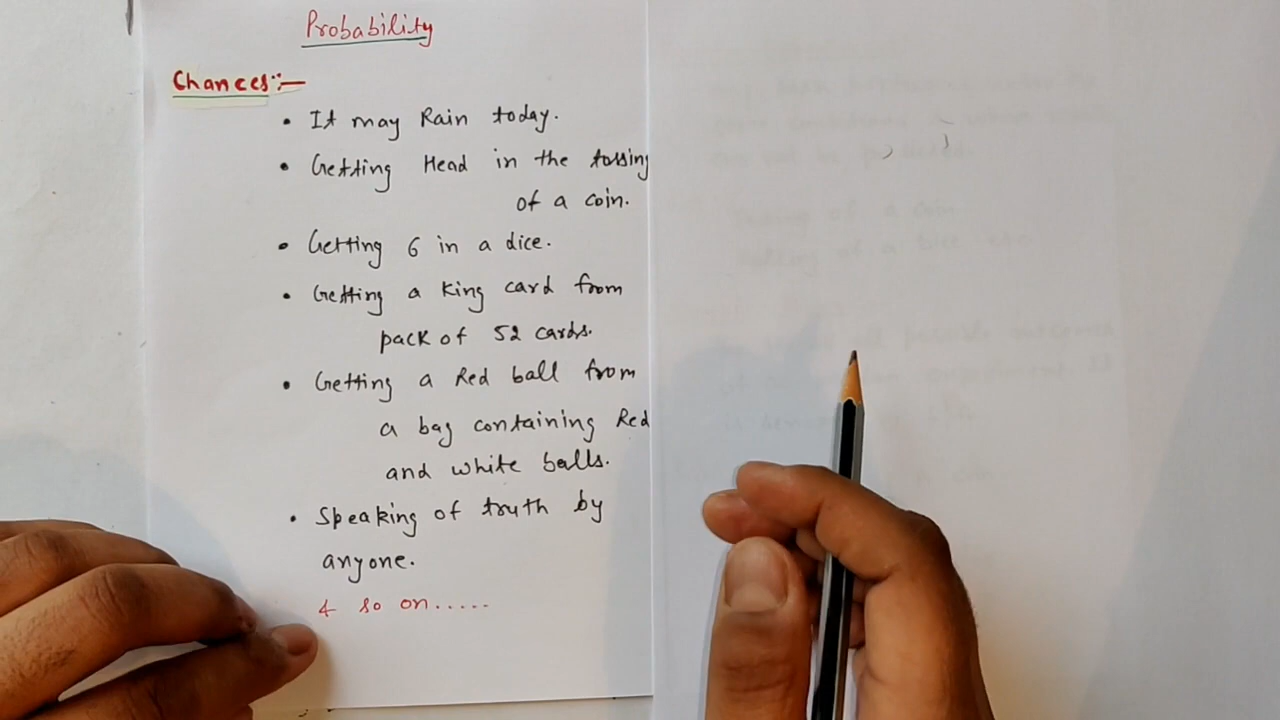 Probability
Chances:-
• It may Rain today.
• Getting Head in the tossing
of a coin.
• Getting 6 in a dice.
• Getting a King card from
pack of 52 cards.
• Getting a Red ball from
a bag containing Red
and white balls.
• Speaking of truth by
anyone.
& so on.....